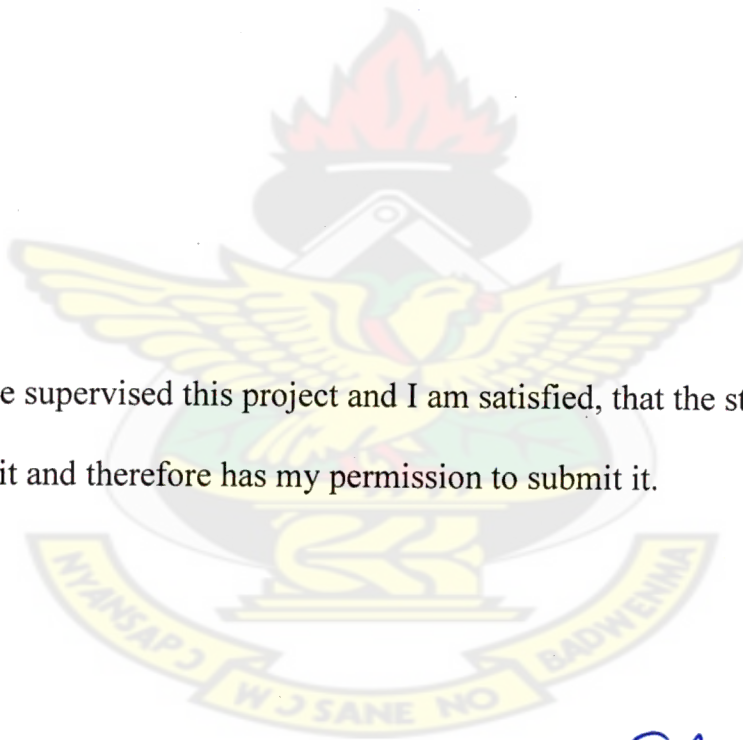 e supervised this project and I am satisfied, that the st
it and therefore has my permission to submit it.
NYANSAPƆ WƆSANE NO BADWENMA